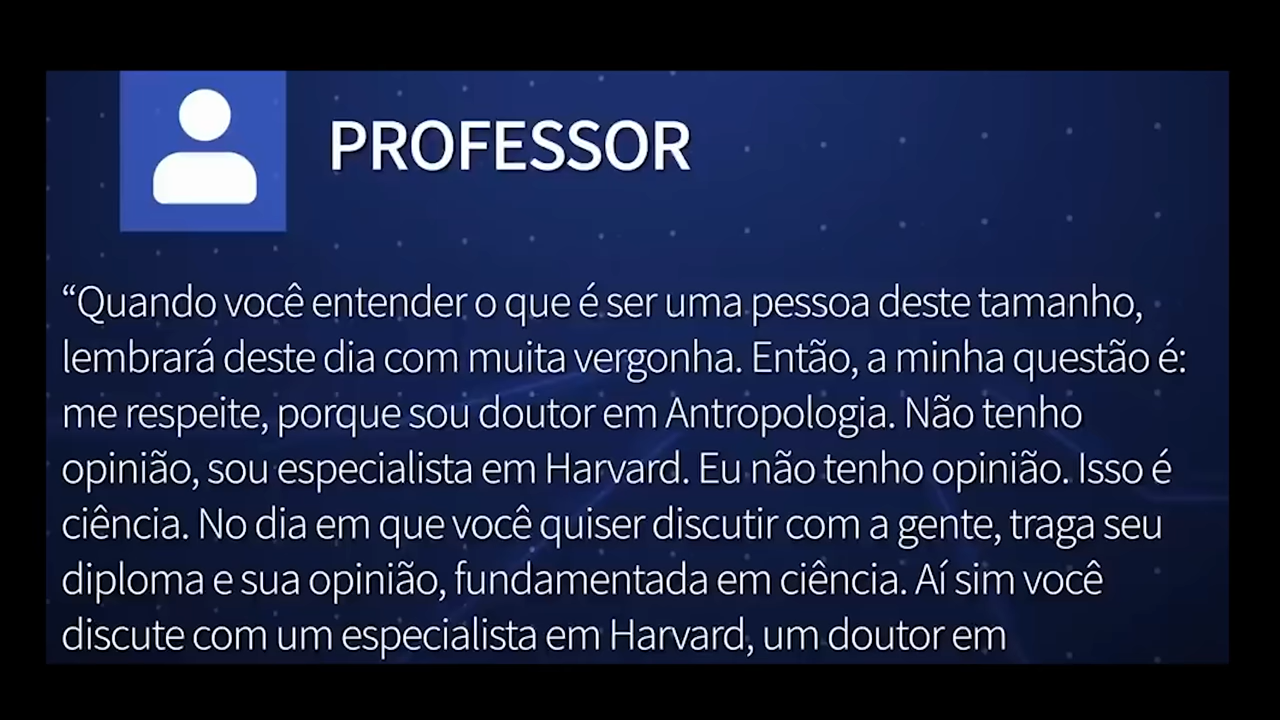 PROFESSOR
“Quando você entender o que é ser uma pessoa deste tamanho,
lembrará deste dia com muita vergonha. Então, a minha questão é:
me respeite, porque sou doutor em Antropologia. Não tenho
opinião, sou especialista em Harvard. Eu não tenho opinião. Isso é
ciência. No dia em que você quiser discutir com a gente, traga seu
diploma e sua opinião, fundamentada em ciência. Aí sim você
discute com um especialista em Harvard, um doutor em